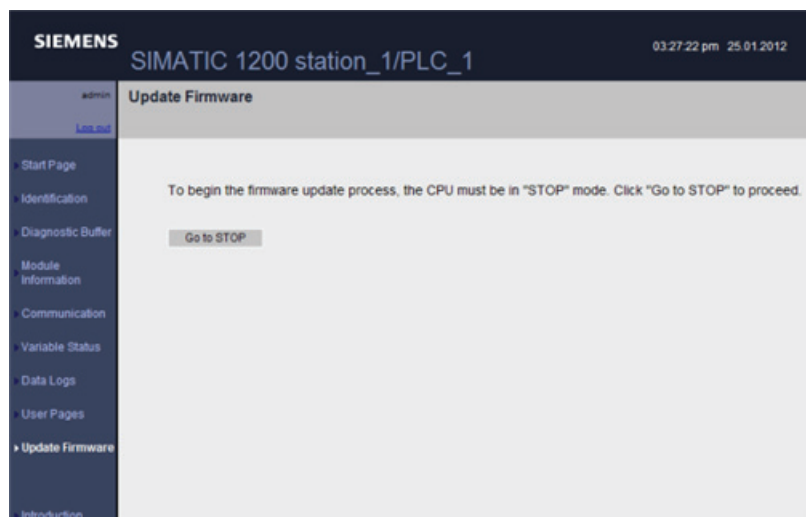 SIEMENS
SIMATIC 1200 station_1/PLC_1
03:27:22 pm 25.01.2012
admin
Log out
Update Firmware
Start Page
Identification
Diagnostic Buffer
Module
Information
Communication
Variable Status
Data Logs
User Pages
Update Firmware
Introduction
To begin the firmware update process, the CPU must be in "STOP" mode. Click "Go to STOP" to proceed.
Go to STOP